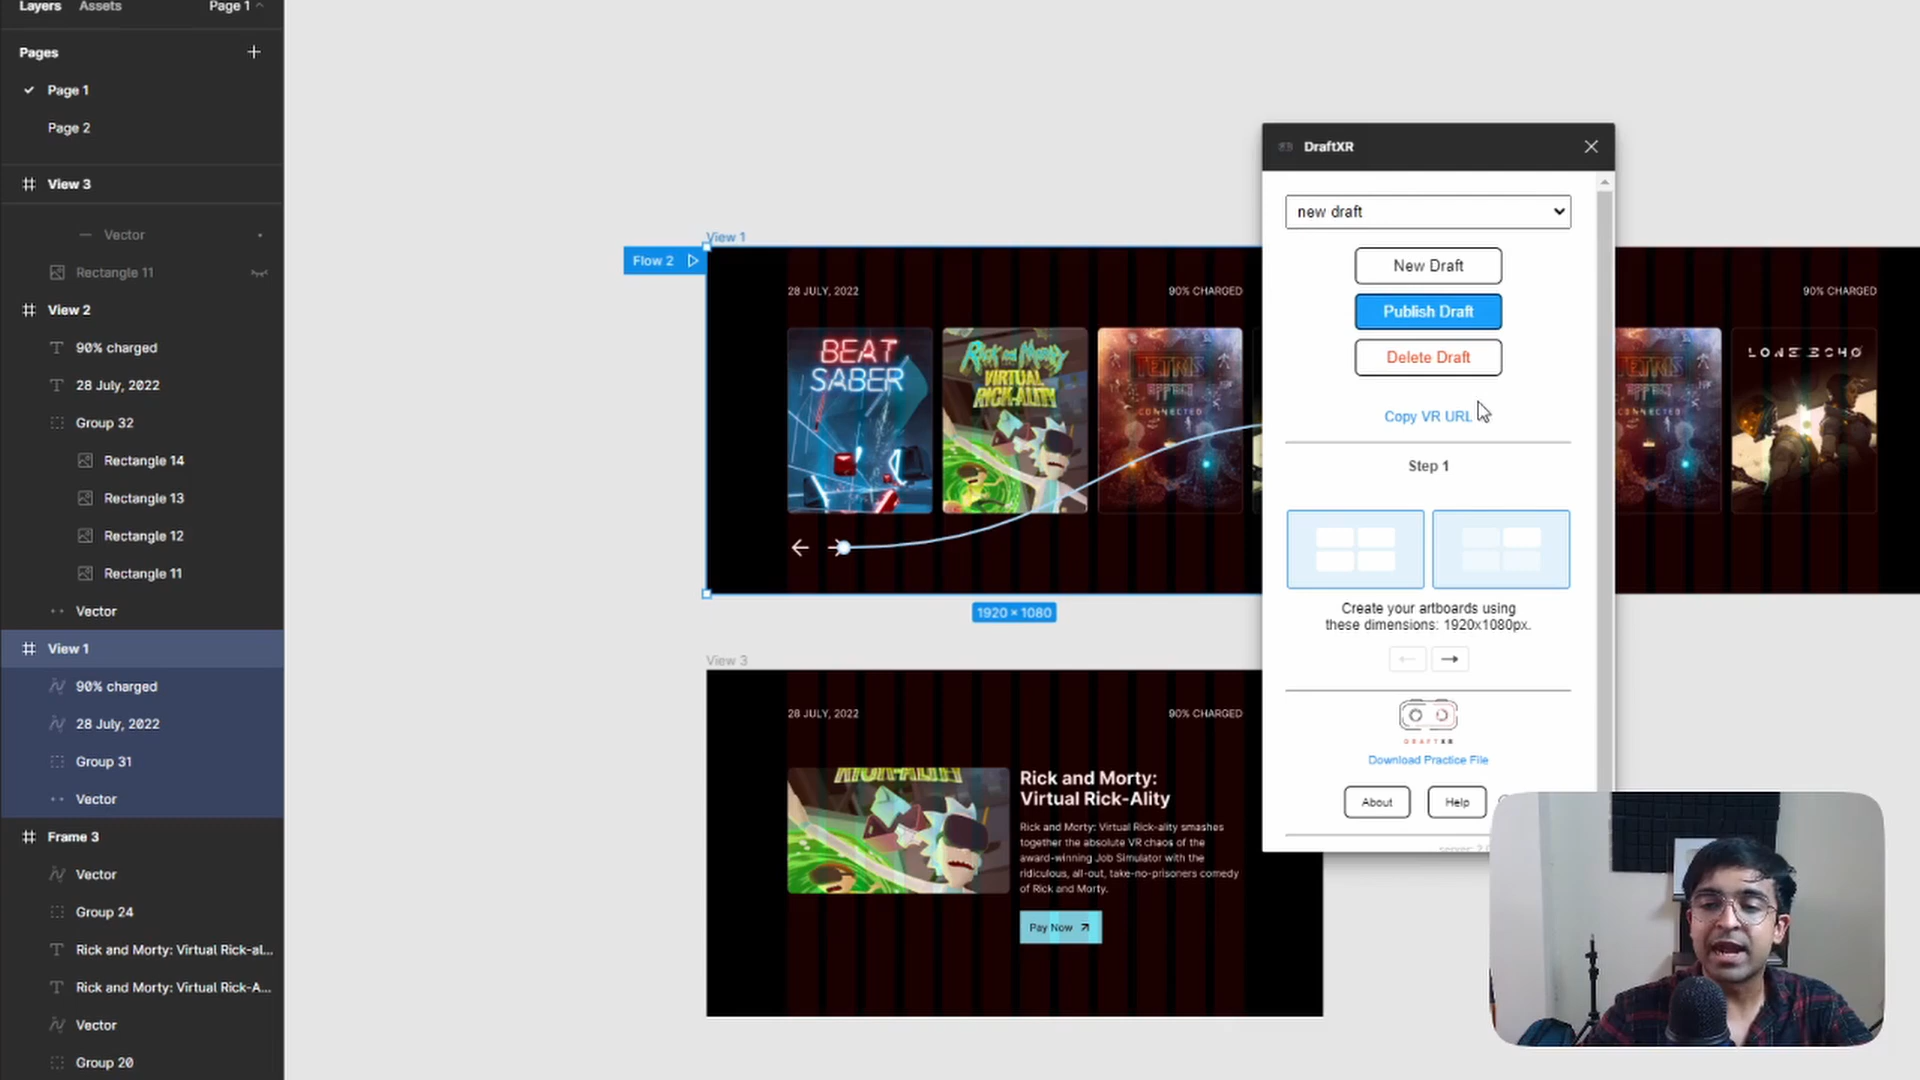 Layers Assets Page 1
Pages
Page 1
Page 2
View 3
Vector
Rectangle 11
View 2
90% charged
28 July, 2022
Group 32
Rectangle 14
Rectangle 13
Rectangle 12
Rectangle 11
Vector
View 1
90% charged
28 July, 2022
Group 31
Vector
Frame 3
Vector
Group 24
Rick and Morty: Virtual Rick-al...
Rick and Morty: Virtual Rick-A...
Vector
Group 20
View 1
Flow 2
28 JULY, 2022
90% CHARGED
BEAT
SABER
Rick and Morty
VIRTUAL
RICK-ALITY
TETRIS
EFFECT
CONNECTED
1920 × 1080
View 3
28 JULY, 2022
90% CHARGED
RICK-ALITY
Rick and Morty:
Virtual Rick-Ality
Rick and Morty: Virtual Rick-ality smashes
together the absolute VR chaos of the
award-winning Job Simulator with the
ridiculous, all-out, take-no-prisoners comedy
of Rick and Morty.
Pay Now
DraftXR
new draft
New Draft
Publish Draft
Delete Draft
Copy VR URL
Step 1
Create your artboards using
these dimensions: 1920x1080px.
DRAFTXR
Download Practice File
About
Help
90% CHARGED
TETRIS
EFFECT
CONNECTED
LONE ECHO